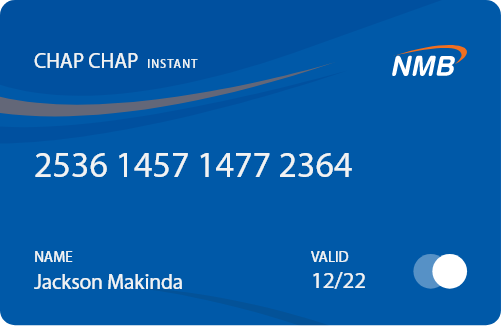 CHAP CHAP INSTANT
NMB
2536 1457 1477 2364
NAME
Jackson Makinda
VALID
12/22